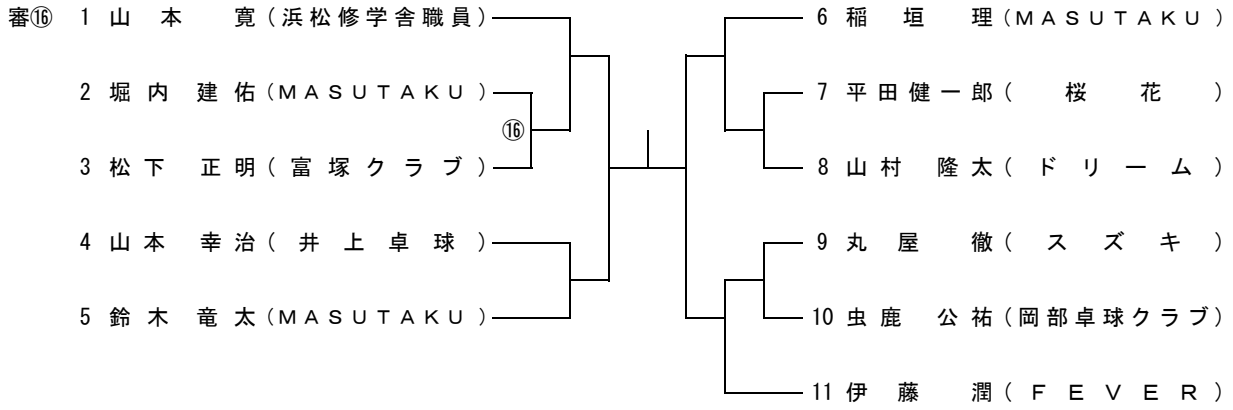 審⑯ 1 山本 寛(浜松修学舎職員)
2 堀内 建佑(MASUTAKU)
⑯
3 松下 正明(富塚クラブ)
4 山本 幸治(井上卓球)
5 鈴木 竜太(MASUTAKU)
6 稲垣 理(MASUTAKU)
7 平田健一郎(桜花)
8 山村 隆太(ドリーム)
9 丸屋 徹(スズキ)
10 虫鹿 公祐(岡部卓球クラブ)
11 伊藤 潤(FEVER)